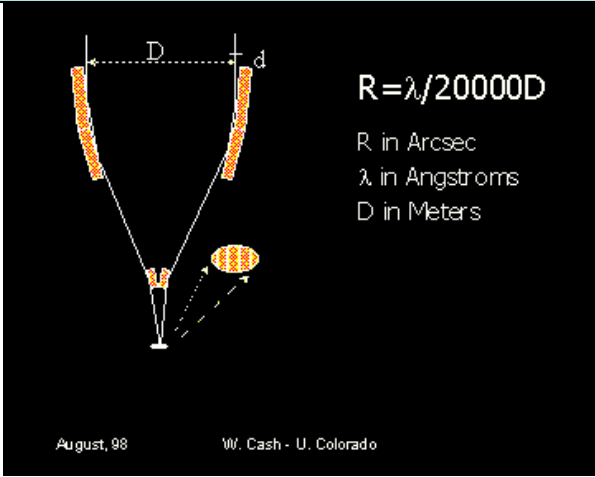 D
d
R=λ/20000D
R in Arcsec
λ in Angstroms
D in Meters
August, 98
W. Cash - U. Colorado